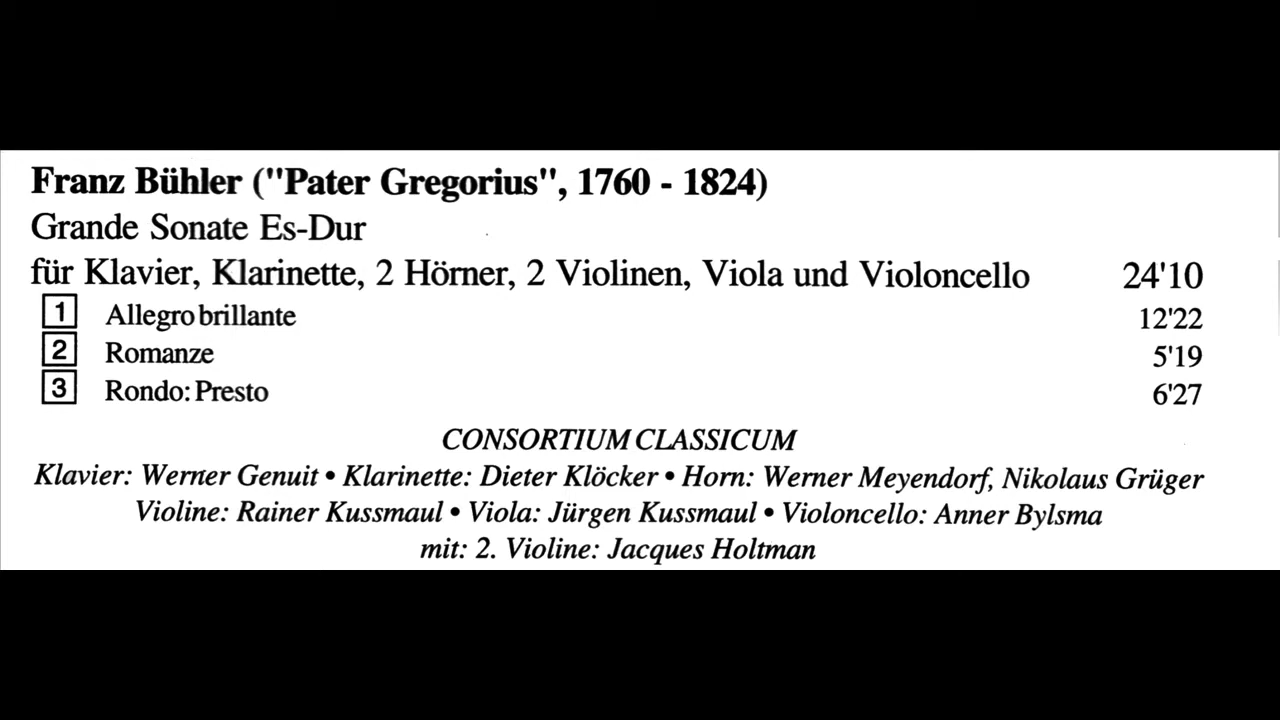 Franz Bühler ("Pater Gregorius", 1760 - 1824)
Grande Sonate Es-Dur
für Klavier, Klarinette, 2 Hörner, 2 Violinen, Viola und Violoncello 24'10
1 Allegro brillante 12'22
2 Romanze 5'19
3 Rondo: Presto 6'27
CONSORTIUM CLASSICUM
Klavier: Werner Genuit • Klarinette: Dieter Klöcker • Horn: Werner Meyendorf, Nikolaus Grüger
Violine: Rainer Kussmaul • Viola: Jürgen Kussmaul • Violoncello: Anner Bylsma
mit: 2. Violine: Jacques Holtman